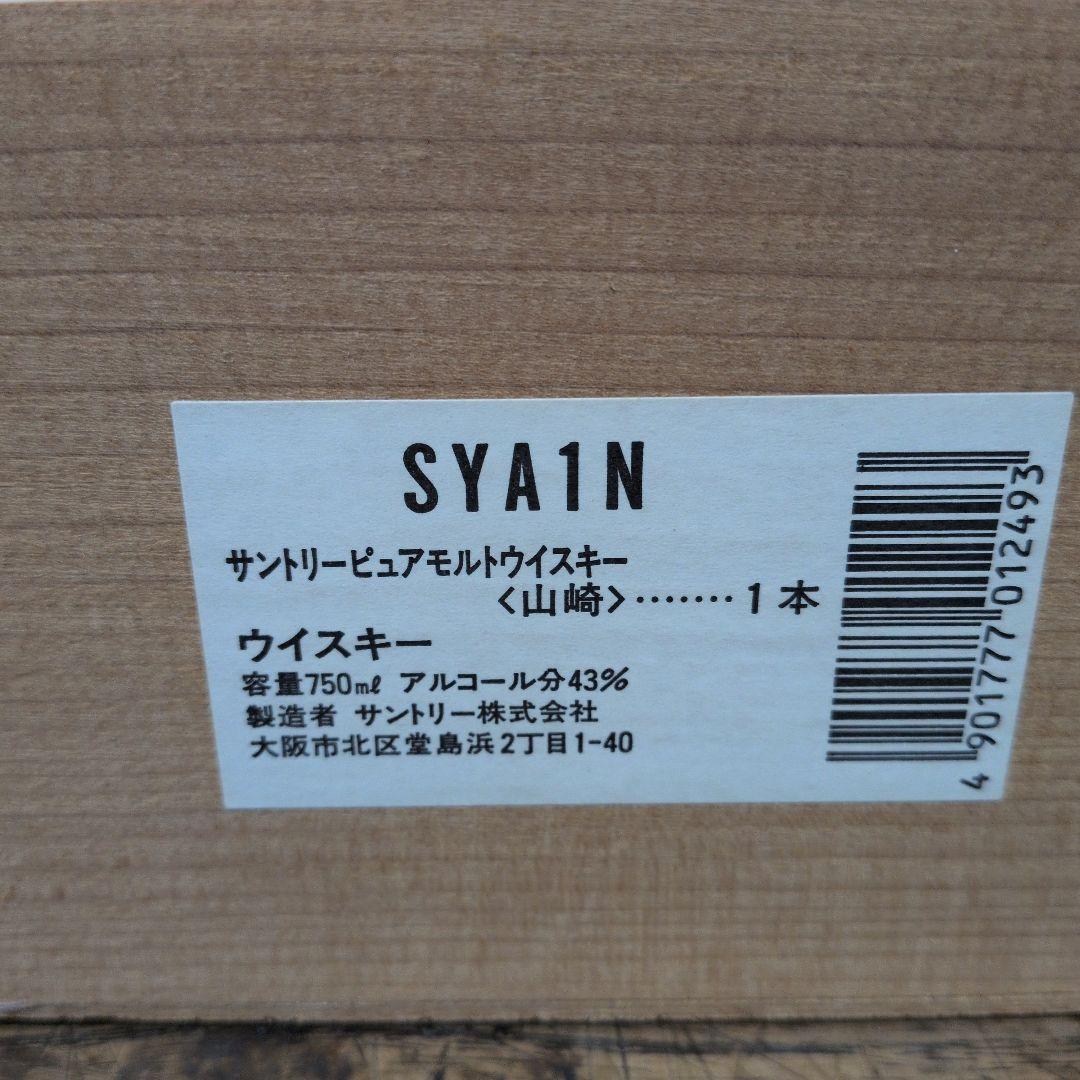 SYA1N
サントリーピュアモルトウイスキー
<山崎>‥‥‥‥1本
ウイスキー
容量750㎖ アルコール分43%
製造者 サントリー株式会社
大阪市北区堂島浜2丁目1-40
4 901777 012493